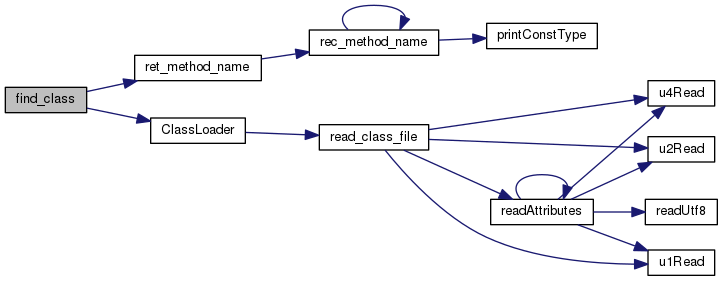 find_class
ret_method_name
rec_method_name
printConstType
ClassLoader
read_class_file
readAttributes
u4Read
u2Read
readUtf8
u1Read